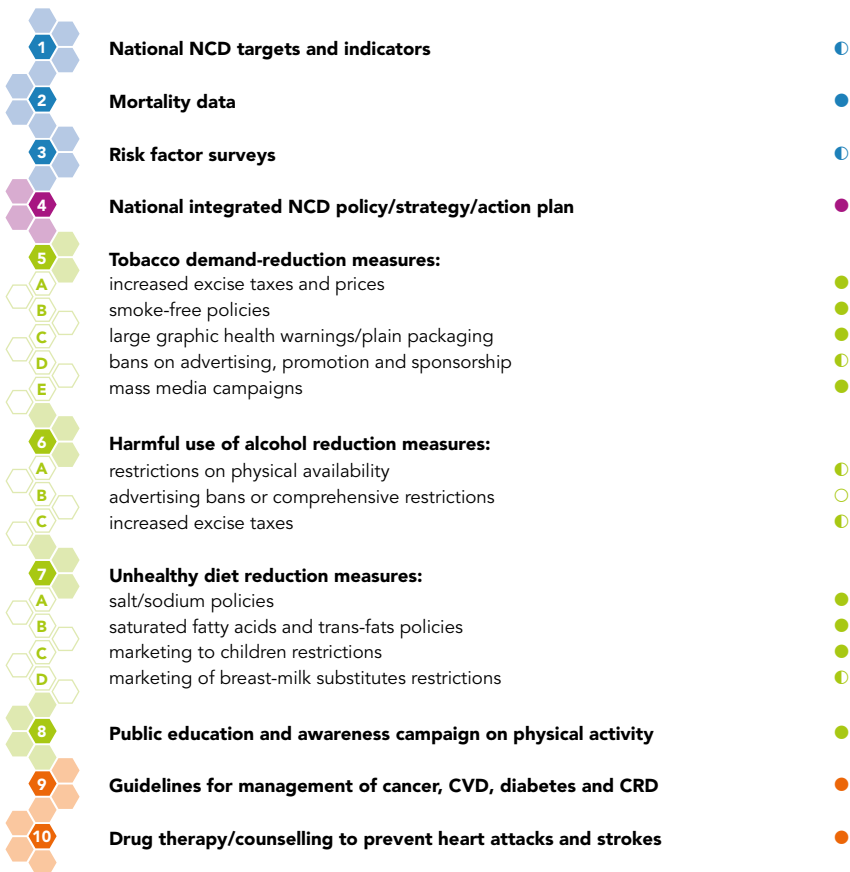 1 National NCD targets and indicators
2 Mortality data
3 Risk factor surveys
4 National integrated NCD policy/strategy/action plan
5 Tobacco demand-reduction measures:
A increased excise taxes and prices
B smoke-free policies
C large graphic health warnings/plain packaging
D bans on advertising, promotion and sponsorship
E mass media campaigns
6 Harmful use of alcohol reduction measures:
A restrictions on physical availability
B advertising bans or comprehensive restrictions
C increased excise taxes
7 Unhealthy diet reduction measures:
A salt/sodium policies
B saturated fatty acids and trans-fats policies
C marketing to children restrictions
D marketing of breast-milk substitutes restrictions
8 Public education and awareness campaign on physical activity
9 Guidelines for management of cancer, CVD, diabetes and CRD
10 Drug therapy/counselling to prevent heart attacks and strokes